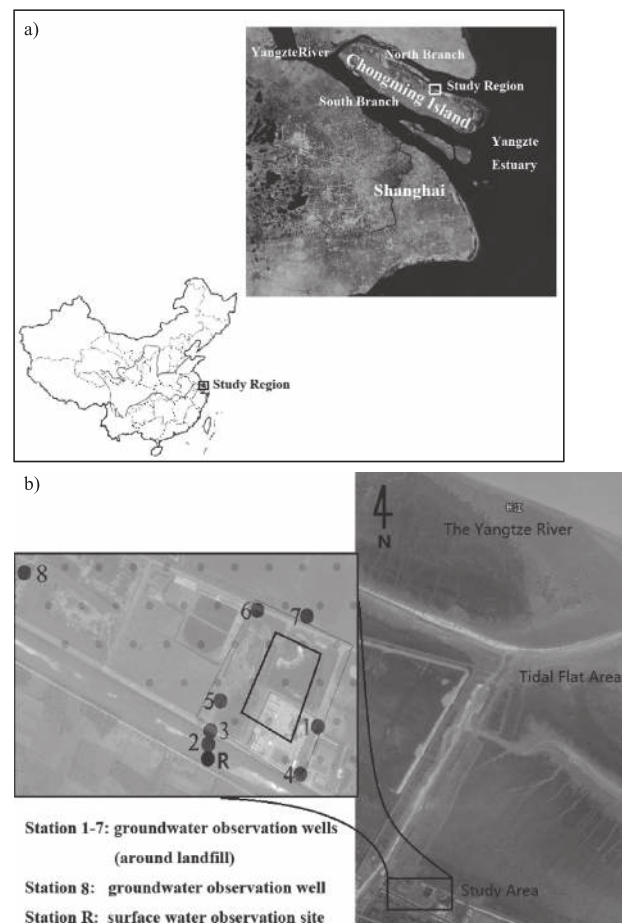 a)
YangzteRiver
North Branch
Chongming Island
Study Region
South Branch
Yangzte
Estuary
Shanghai
Study Region
b)
N
The Yangtze River
8
6
7
Tidal Flat Area
5
3
1
2
R
4
Station 1-7: groundwater observation wells
(around landfill)
Station 8: groundwater observation well
Study Area
Station R: surface water observation site